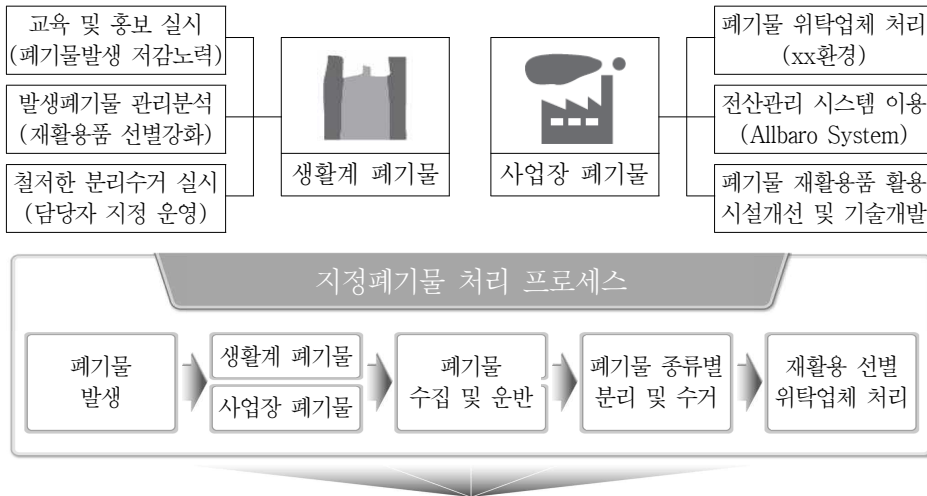 교육 및 홍보 실시
(폐기물발생 저감노력)
발생폐기물 관리분석
(재활용품 선별강화)
철저한 분리수거 실시
(담당자 지정 운영)
생활계 폐기물
사업장 폐기물
폐기물 위탁업체 처리
(xx환경)
전산관리 시스템 이용
(Allbaro System)
폐기물 재활용품 활용
시설개선 및 기술개발
지정폐기물 처리 프로세스
폐기물
발생
생활계 폐기물
사업장 폐기물
폐기물
수집 및 운반
폐기물 종류별
분리 및 수거
재활용 선별
위탁업체 처리